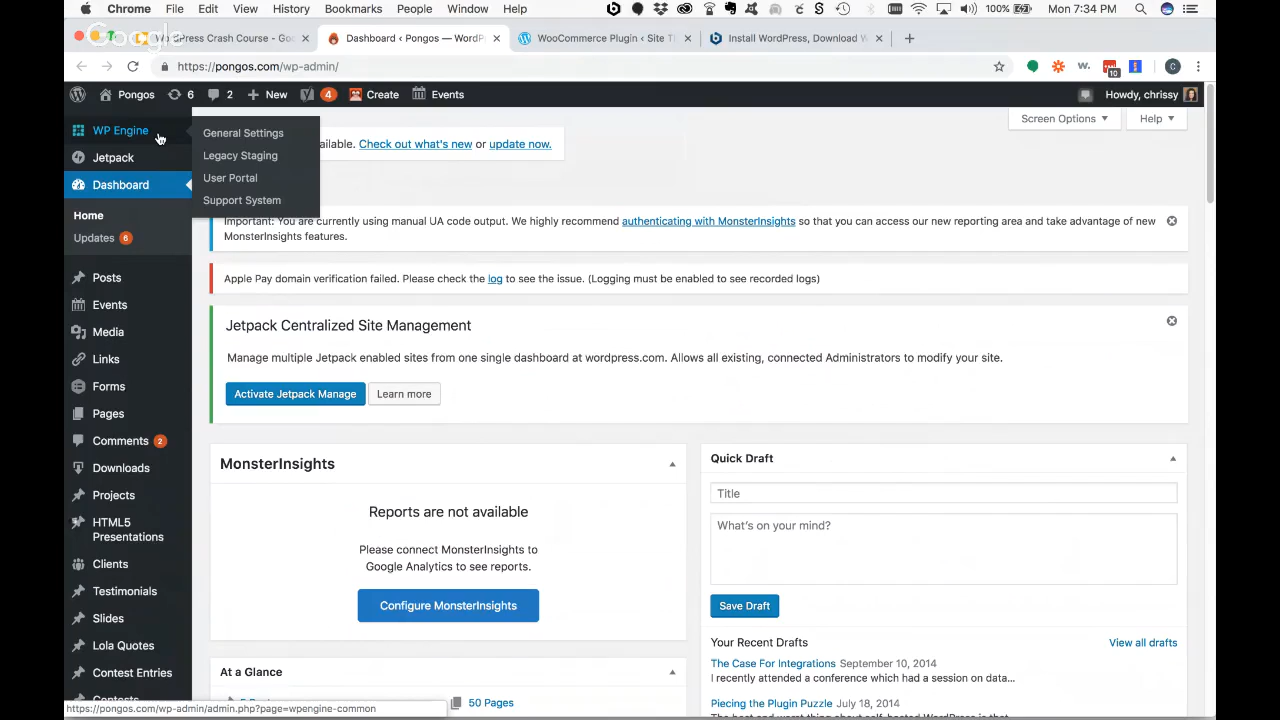 Chrome File Edit View History Bookmarks People Window Help 100% Mon 7:34 PM
Google
Press Crash Course - Go
Dashboard ‹ Pongos — WordP
WooCommerce Plugin ‹ Site T
Install WordPress, Download W
https://pongos.com/wp-admin/
10
C
Pongos 6 2 + New 4 Create Events Howdy, chrissy
WP Engine
Jetpack
Dashboard
Home
Updates 6
Posts
Events
Media
Links
Forms
Pages
Comments 2
Downloads
Projects
HTML5
Presentations
Clients
Testimonials
Slides
Lola Quotes
Contest Entries
Contests
General Settings
Legacy Staging
User Portal
Support System
Screen Options
Help
ailable. Check out what's new or update now.
Important: You are currently using manual UA code output. We highly recommend authenticating with MonsterInsights so that you can access our new reporting area and take advantage of new
MonsterInsights features.
Apple Pay domain verification failed. Please check the log to see the issue. (Logging must be enabled to see recorded logs)
Jetpack Centralized Site Management
Manage multiple Jetpack enabled sites from one single dashboard at wordpress.com. Allows all existing, connected Administrators to modify your site.
Activate Jetpack Manage
Learn more
MonsterInsights
Reports are not available
Please connect MonsterInsights to
Google Analytics to see reports.
Configure MonsterInsights
At a Glance
50 Pages
Quick Draft
Title
What's on your mind?
Save Draft
Your Recent Drafts View all drafts
The Case For Integrations September 10, 2014
I recently attended a conference which had a session on data...
Piecing the Plugin Puzzle July 18, 2014
https://pongos.com/wp-admin/admin.php?page=wpengine-common